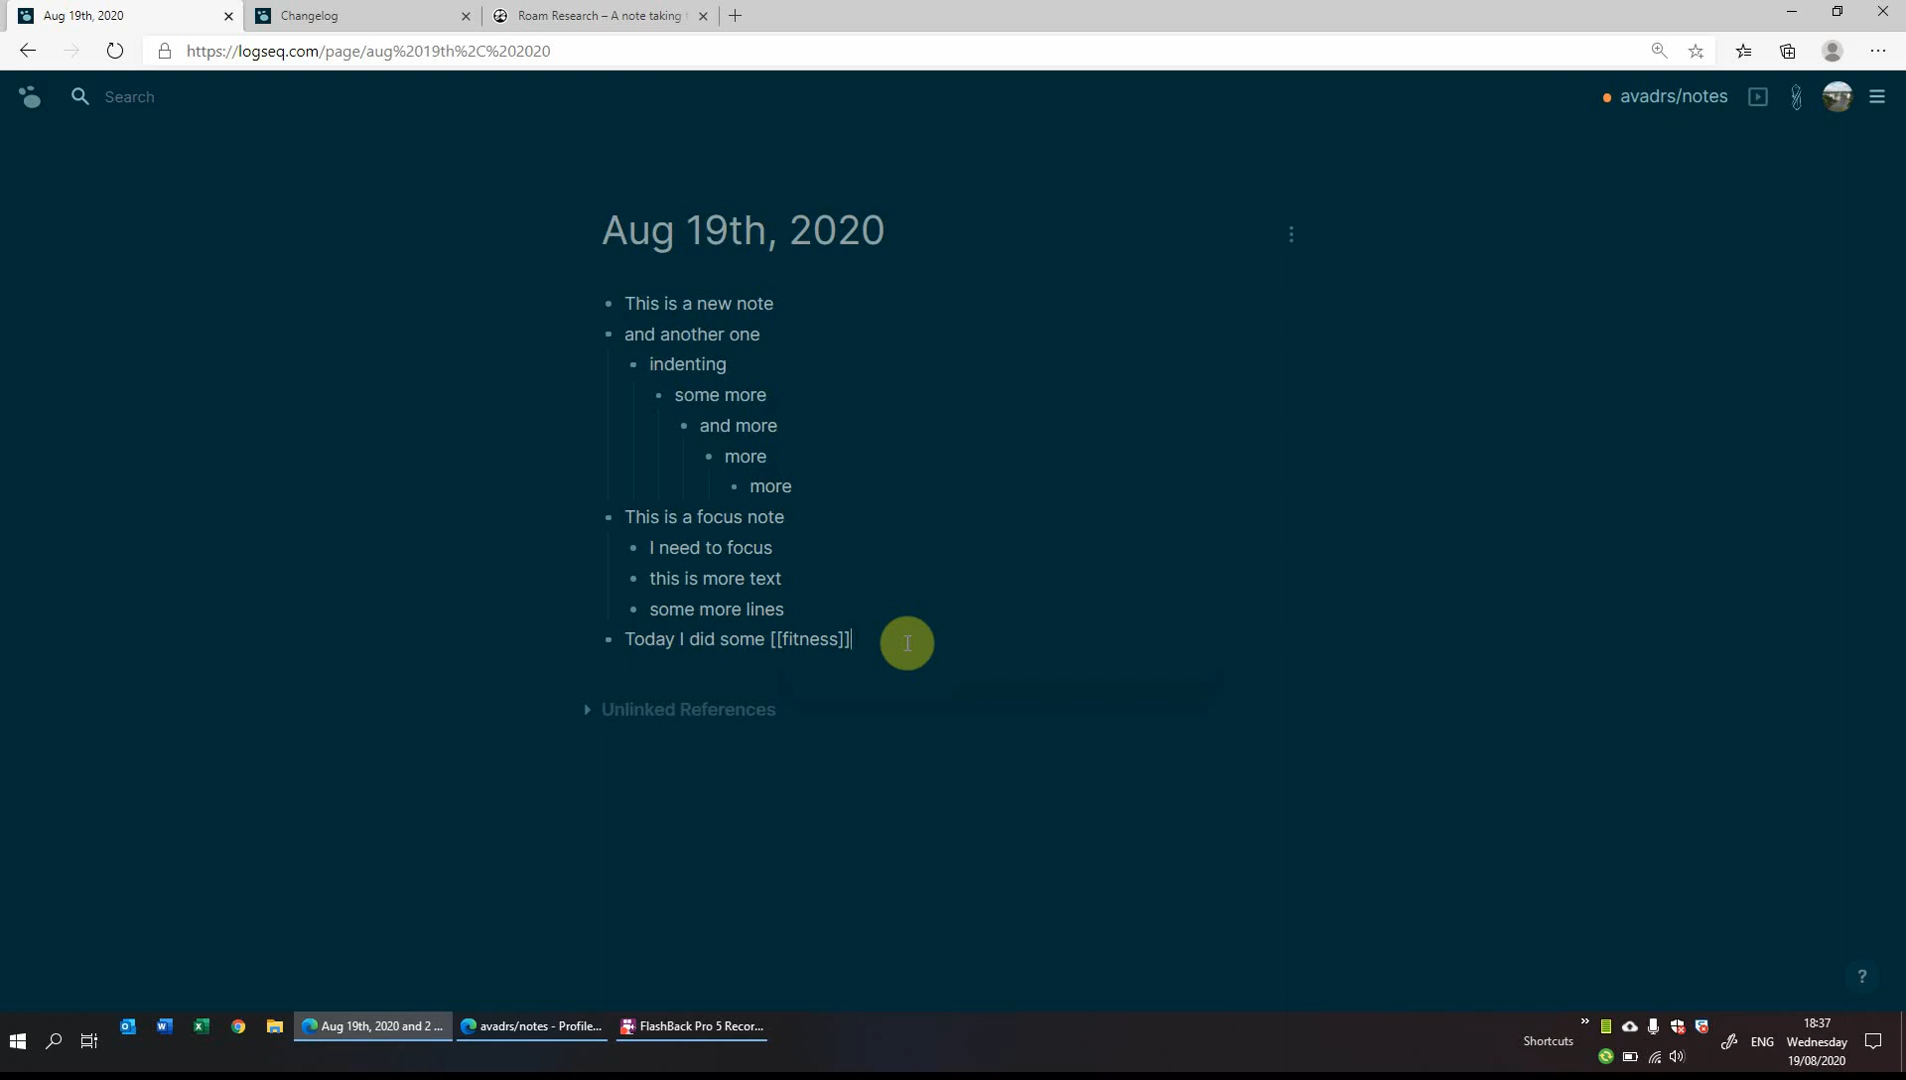 Aug 19th, 2020
Changelog
Roam Research – A note taking
https://logseq.com/page/aug%2019th%2C%202020
Search
avadrs/notes
Aug 19th, 2020
This is a new note
and another one
indenting
some more
and more
more
more
This is a focus note
I need to focus
this is more text
some more lines
Today I did some [[fitness]]
Unlinked References
?
Aug 19th, 2020 and 2 ...
avadrs/notes - Profile...
FlashBack Pro 5 Recor...
Shortcuts
ENG
18:37
Wednesday
19/08/2020